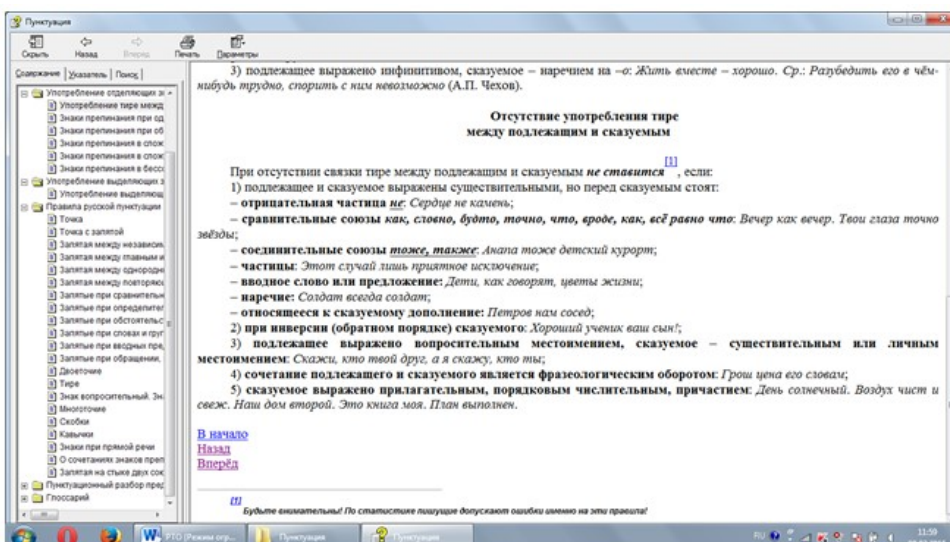 Пунктуация
Скрыть Назад Вперед Печать Параметры
Содержание Указатель Поиск
Употребление отделяющих з
Употребление тире межд
Знаки препинания при од
Знаки препинания при об
Знаки препинания в слож
Знаки препинания в слож
Знаки препинания в бессо
Употребление выделяющих з
Употребление выделяющ
Правила русской пунктуации
Точка
Точка с запятой
Запятая между независим
Запятая между главным и
Запятая между однородн
Запятая между повторяю
Запятые при сравнительн
Запятые при определител
Запятые при обстоятельс
Запятые при словах и груп
Запятые при вводных пред
Запятые при обращении,
Двоеточие
Тире
Знак вопросительный. Зна
Многоточие
Скобки
Кавычки
Знаки при прямой речи
О сочетаниях знаков преп
Запятая на стыке двух сою
Пунктуационный разбор пред
Глоссарий
3) подлежащее выражено инфинитивом, сказуемое – наречием на –о: Жить вместе – хорошо. Ср.: Разубедить его в чём-
нибудь трудно, спорить с ним невозможно (А.П. Чехов).
Отсутствие употребления тире
между подлежащим и сказуемым
При отсутствии связки тире между подлежащим и сказуемым не ставится [1], если:
1) подлежащее и сказуемое выражены существительными, но перед сказуемым стоят:
– отрицательная частица не: Сердце не камень;
– сравнительные союзы как, словно, будто, точно, что, вроде, как, всё равно что: Вечер как вечер. Твои глаза точно
звёзды;
– соединительные союзы тоже, также: Анапа тоже детский курорт;
– частицы: Этот случай лишь приятное исключение;
– вводное слово или предложение: Дети, как говорят, цветы жизни;
– наречие: Солдат всегда солдат;
– относящееся к сказуемому дополнение: Петров нам сосед;
2) при инверсии (обратном порядке) сказуемого: Хороший ученик ваш сын!;
3) подлежащее выражено вопросительным местоимением, сказуемое – существительным или личным
местоимением: Скажи, кто твой друг, а я скажу, кто ты;
4) сочетание подлежащего и сказуемого является фразеологическим оборотом: Грош цена его словам;
5) сказуемое выражено прилагательным, порядковым числительным, причастием: День солнечный. Воздух чист и
свеж. Наш дом второй. Это книга моя. План выполнен.
В начало
Назад
Вперёд
[1]
Будьте внимательны! По статистике пишущие допускают ошибки именно на эти правила!
РТО (Режим огр... Пунктуация Пунктуация RU 11:59